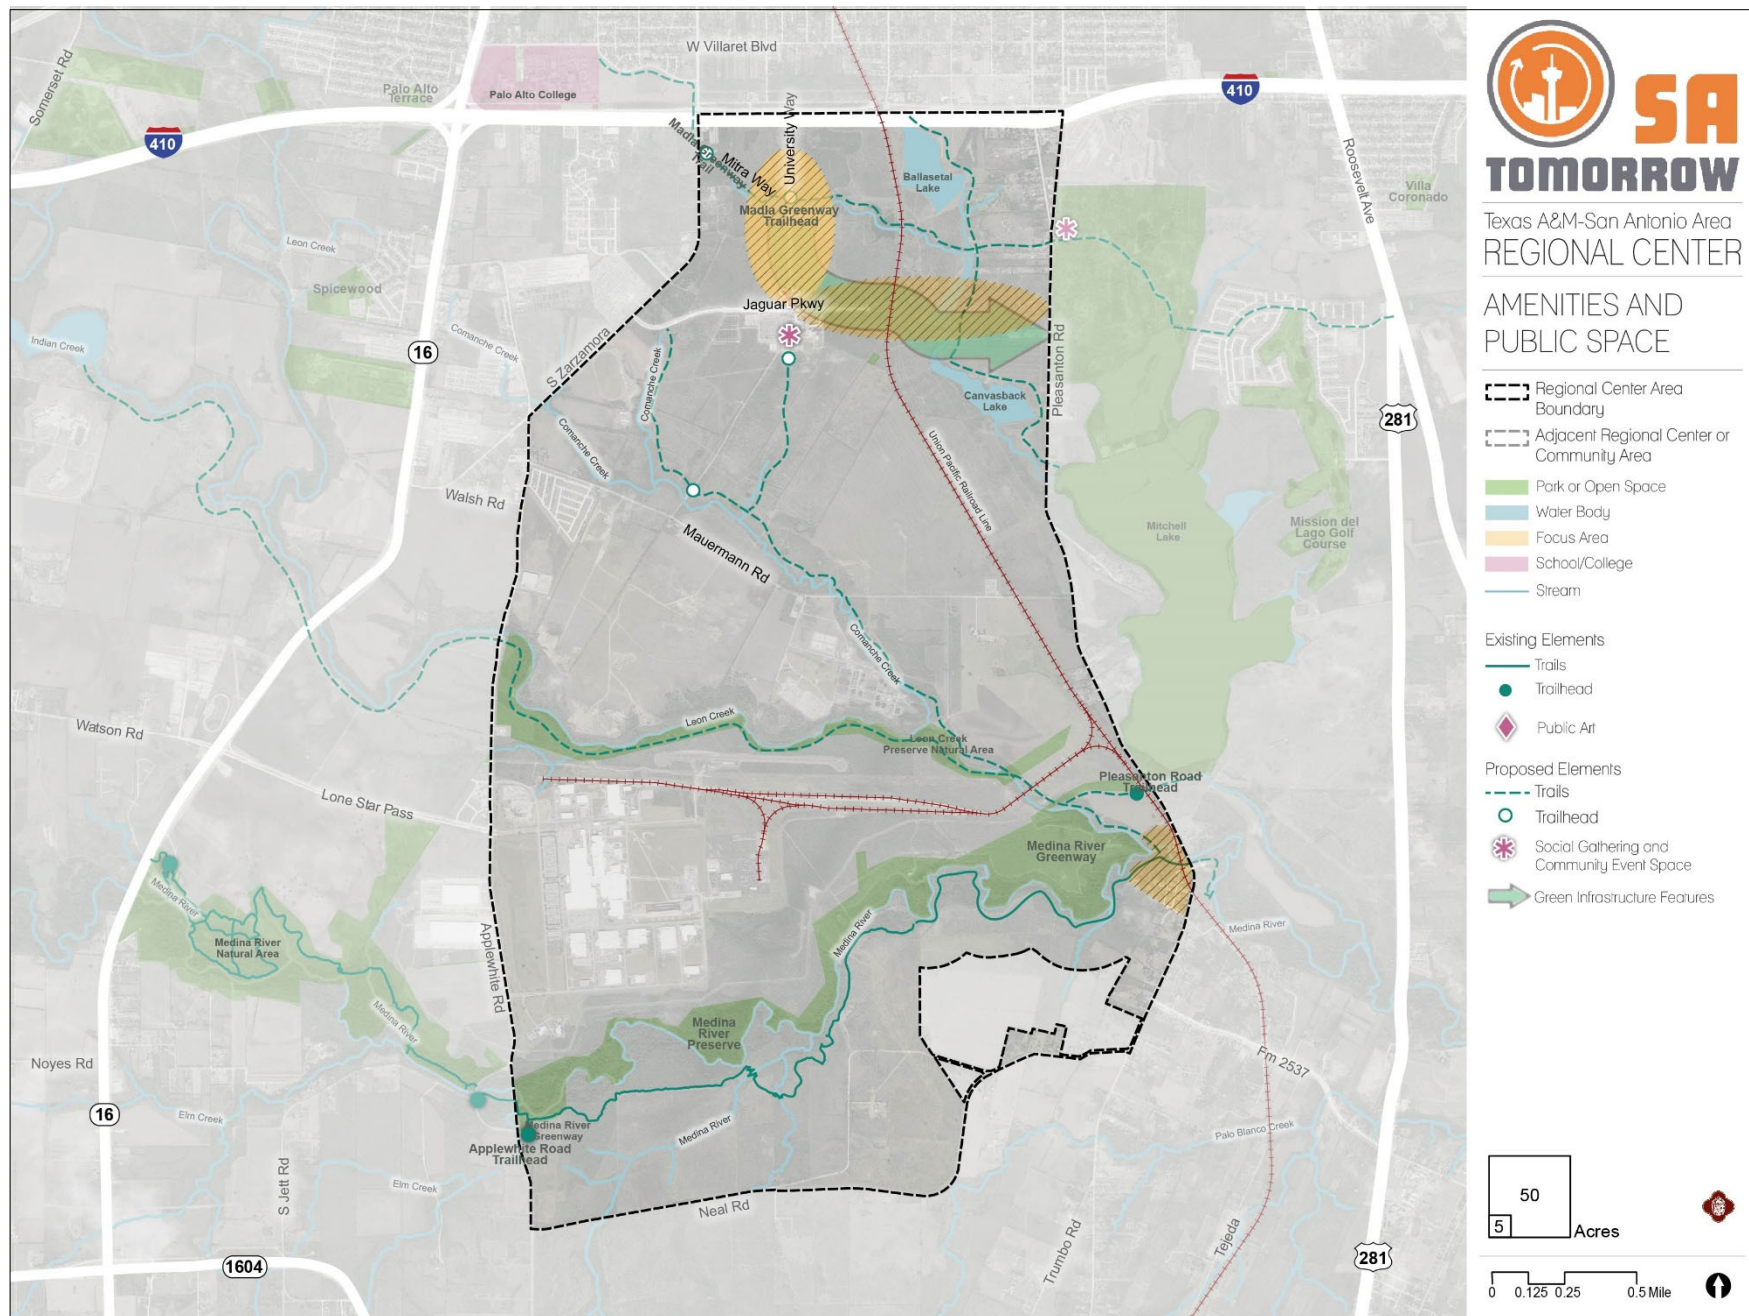 W Villaret Blvd
Somerset Rd
Palo Alto
Terrace
Palo Alto College
410
410
University Way
Madla Greenway
Trail
Mitra Way
Ballasetal
Lake
Roosevelt Ave
Villa
Coronado
Madla Greenway
Trailhead
Leon Creek
Spicewood
Jaguar Pkwy
Indian Creek
Comanche Creek
16
S Zarzamora
Comanche Creek
Pleasanton Rd
Canvasback
Lake
281
Comanche Creek
Union Pacific Railroad Line
Walsh Rd
Mauermann Rd
Mitchell
Lake
Mission del
Lago Golf
Course
Comanche Creek
Watson Rd
Leon Creek
Leon Creek
Preserve Natural Area
Pleasanton Road
Trailhead
Lone Star Pass
Medina River
Greenway
Medina River
Medina River
Natural Area
Applewhite Rd
Medina River
Medina River
Medina River
Medina
River
Preserve
Noyes Rd
Fm 2537
16
Elm Creek
Medina River
Greenway
Medina River
Palo Blanco Creek
Applewhite Road
Trailhead
S Jett Rd
Elm Creek
Neal Rd
Trumbo Rd
Tejeda
1604
281
SA
TOMORROW
Texas A&M-San Antonio Area
REGIONAL CENTER
AMENITIES AND
PUBLIC SPACE
Regional Center Area
Boundary
Adjacent Regional Center or
Community Area
Park or Open Space
Water Body
Focus Area
School/College
Stream
Existing Elements
Trails
Trailhead
Public Art
Proposed Elements
Trails
Trailhead
Social Gathering and
Community Event Space
Green Infrastructure Features
50
5
Acres
0 0.125 0.25 0.5 Mile